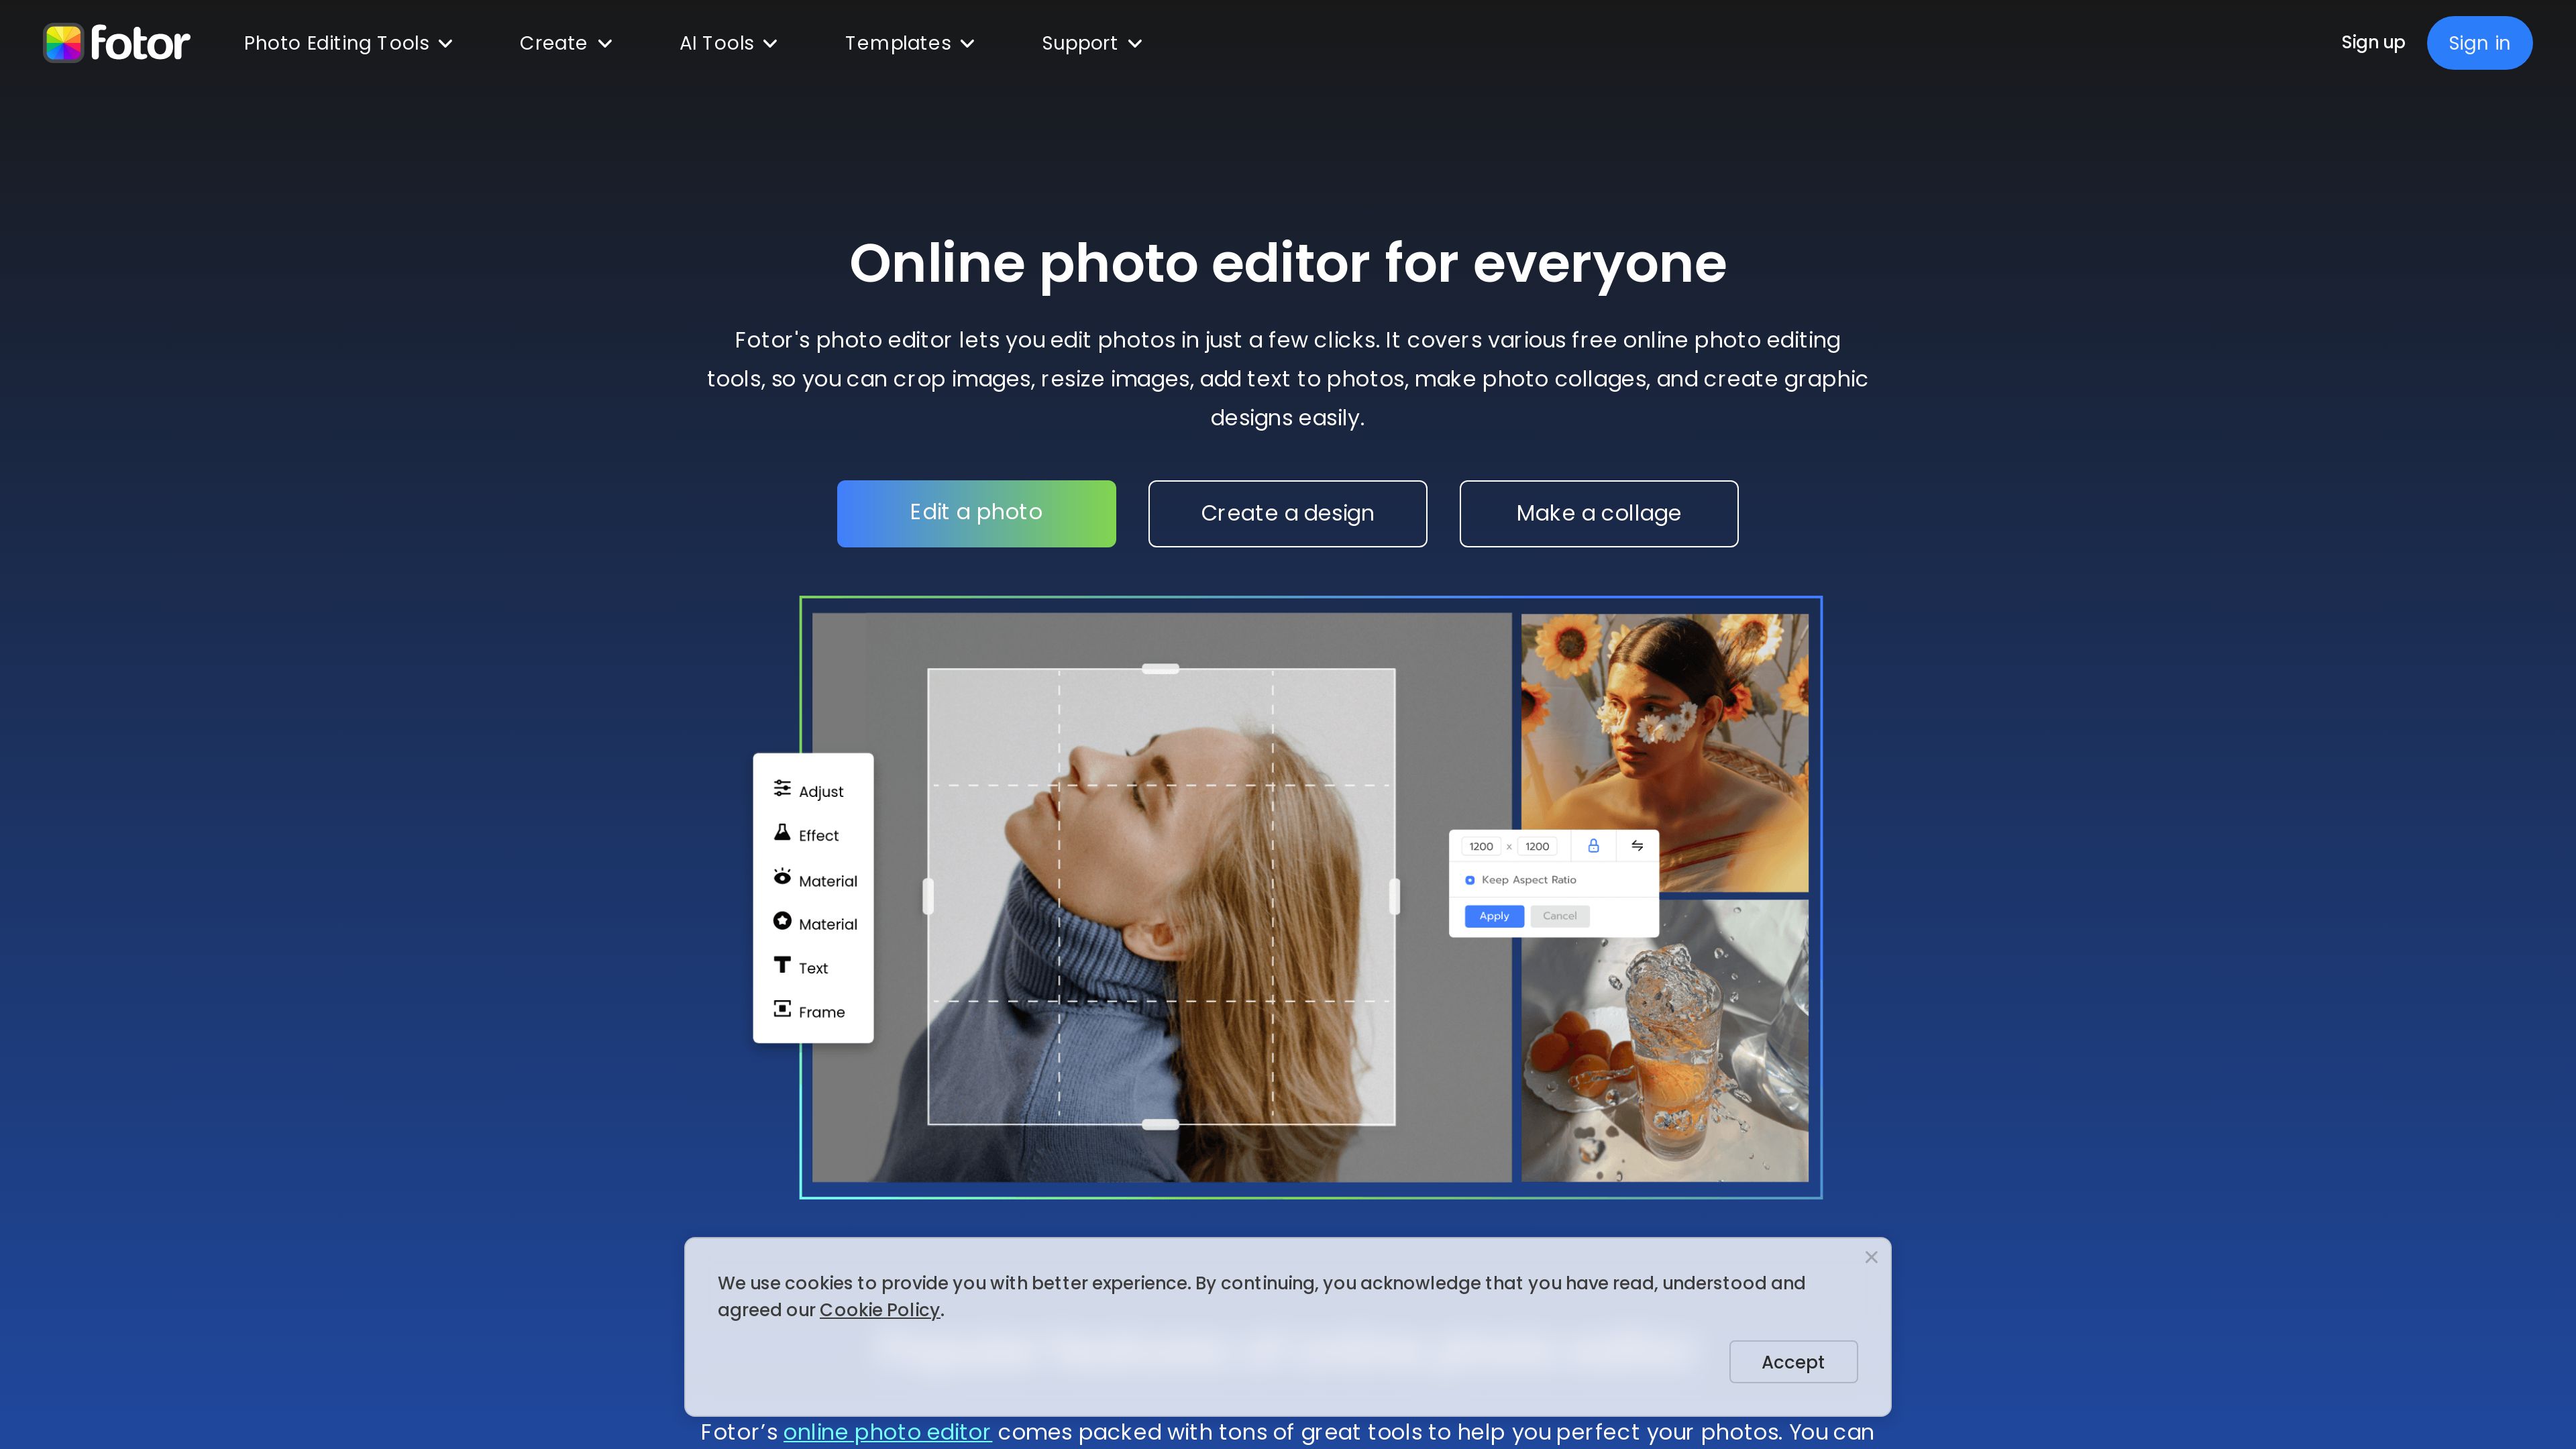 fotor
Photo Editing Tools
Create
AI Tools
Templates
Support
Sign up
Sign in
Online photo editor for everyone
Fotor's photo editor lets you edit photos in just a few clicks. It covers various free online photo editing
tools, so you can crop images, resize images, add text to photos, make photo collages, and create graphic
designs easily.
Edit a photo
Create a design
Make a collage
Adjust
Effect
Material
Material
Text
Frame
1200 x 1200
Keep Aspect Ratio
Apply
Cancel
We use cookies to provide you with better experience. By continuing, you acknowledge that you have read, understood and
agreed our Cookie Policy.
Accept
Fotor’s online photo editor comes packed with tons of great tools to help you perfect your photos. You can